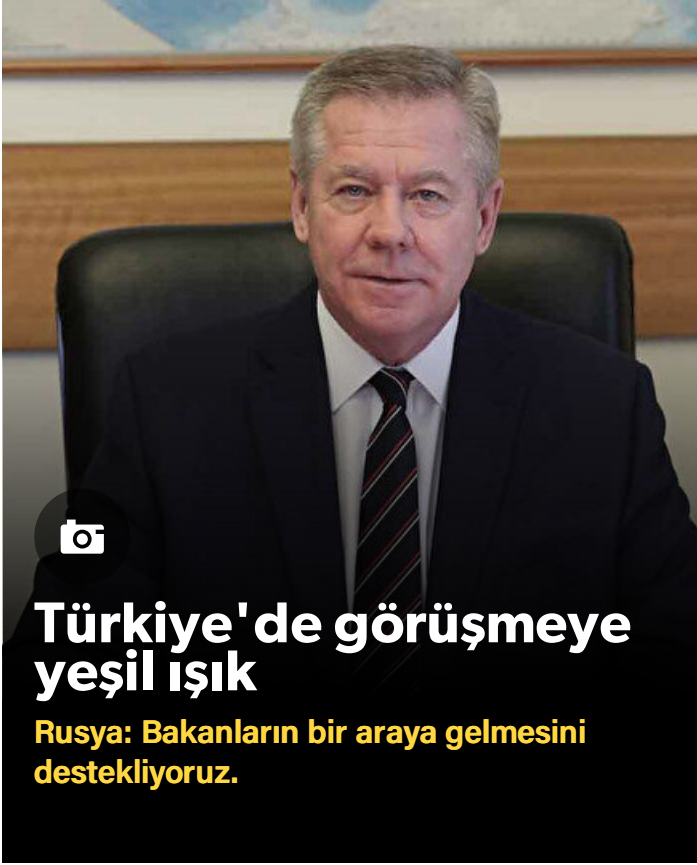 Türkiye'de görüşmeye
yeşil ışık
Rusya: Bakanların bir araya gelmesini
destekliyoruz.